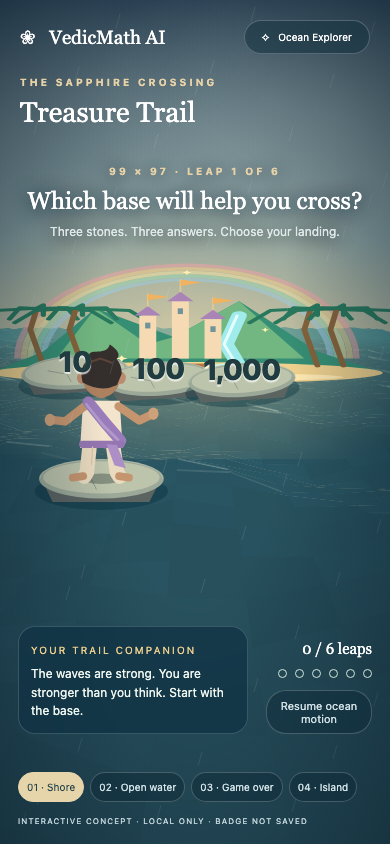 VedicMath AI
Ocean Explorer
THE SAPPHIRE CROSSING
Treasure Trail
99 × 97 · LEAP 1 OF 6
Which base will help you cross?
Three stones. Three answers. Choose your landing.
10 100 1,000
YOUR TRAIL COMPANION
The waves are strong. You are
stronger than you think. Start with
the base.
0 / 6 leaps
Resume ocean
motion
01 · Shore
02 · Open water
03 · Game over
04 · Island
INTERACTIVE CONCEPT · LOCAL ONLY · BADGE NOT SAVED